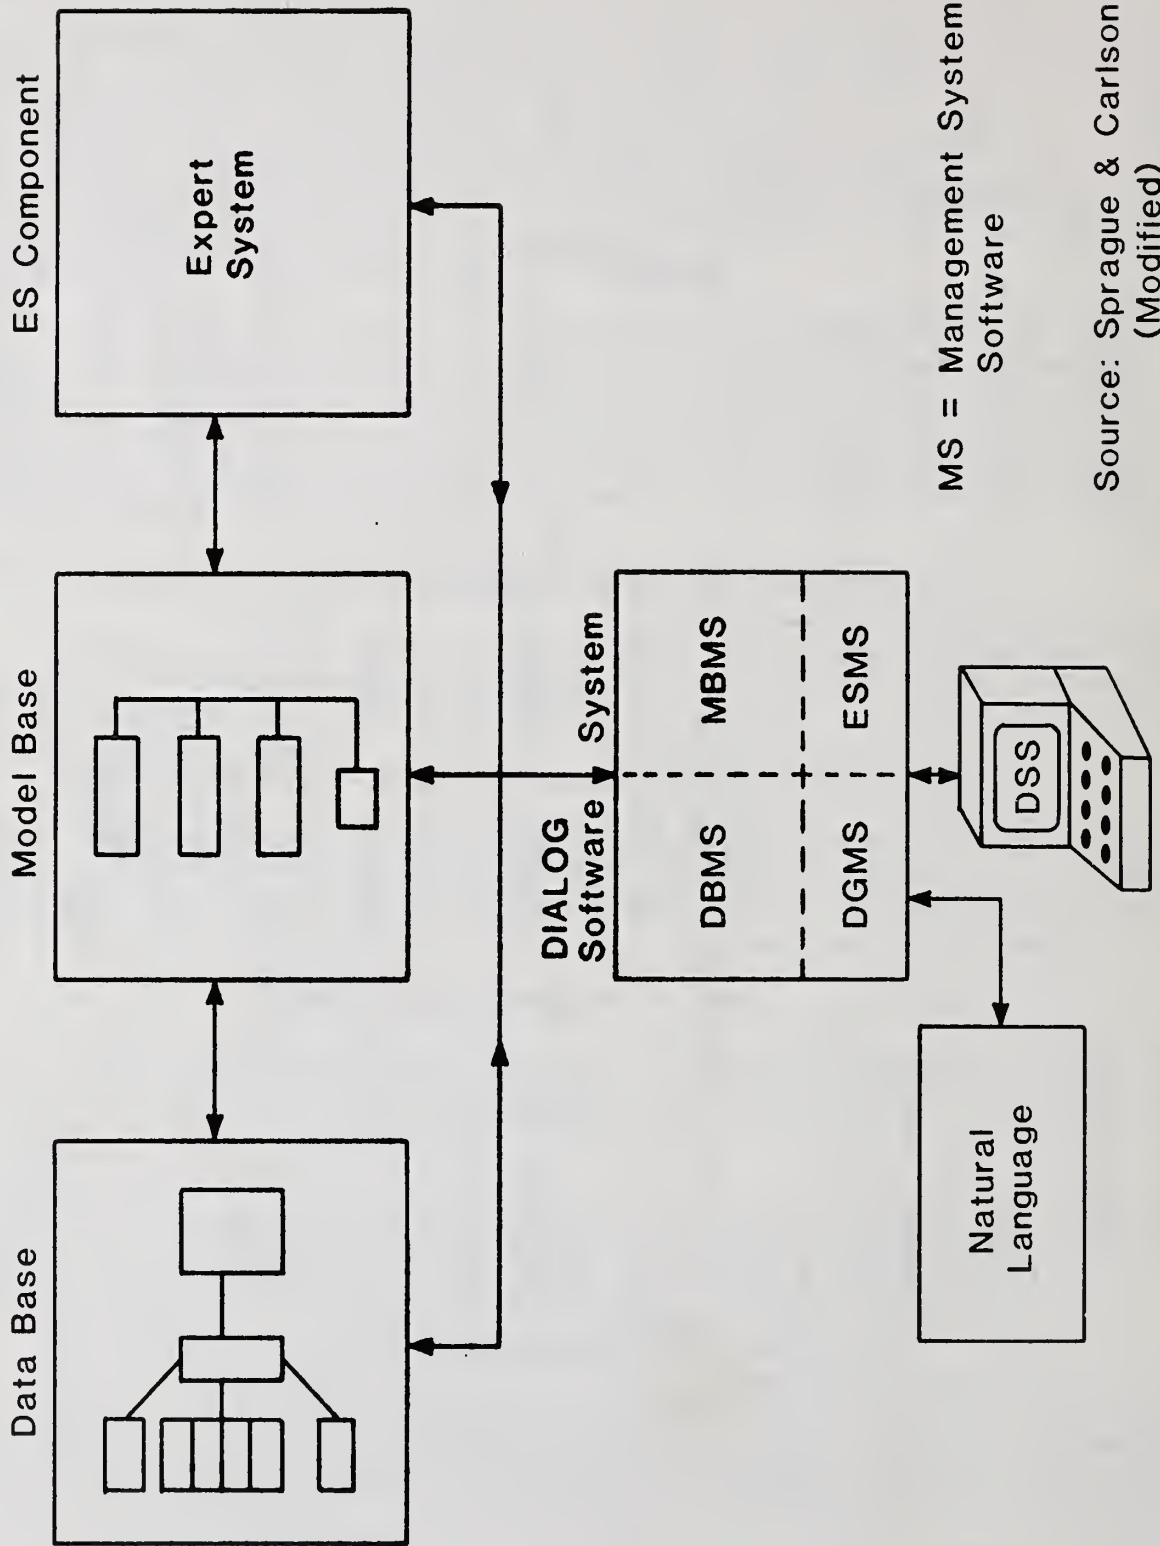 Data Base
Model Base
ES Component
Expert
System
DIALOG
Software System
DBMS
MBMS
DGMS
ESMS
DSS
Natural
Language
MS = Management System
Software
Source: Sprague & Carlson
(Modified)